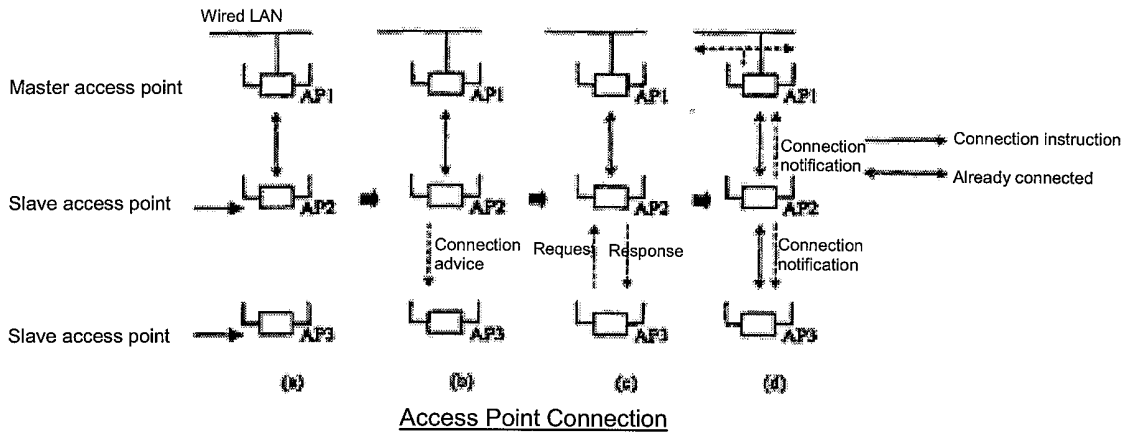 Wired LAN
Master access point
AP1
AP1
AP1
AP1
Connection notification
Connection instruction
Already connected
Slave access point
AP2
AP2
AP2
AP2
Connection advice
Request
Response
Connection notification
Slave access point
AP3
AP3
AP3
AP3
(a)
(b)
(c)
(d)
Access Point Connection